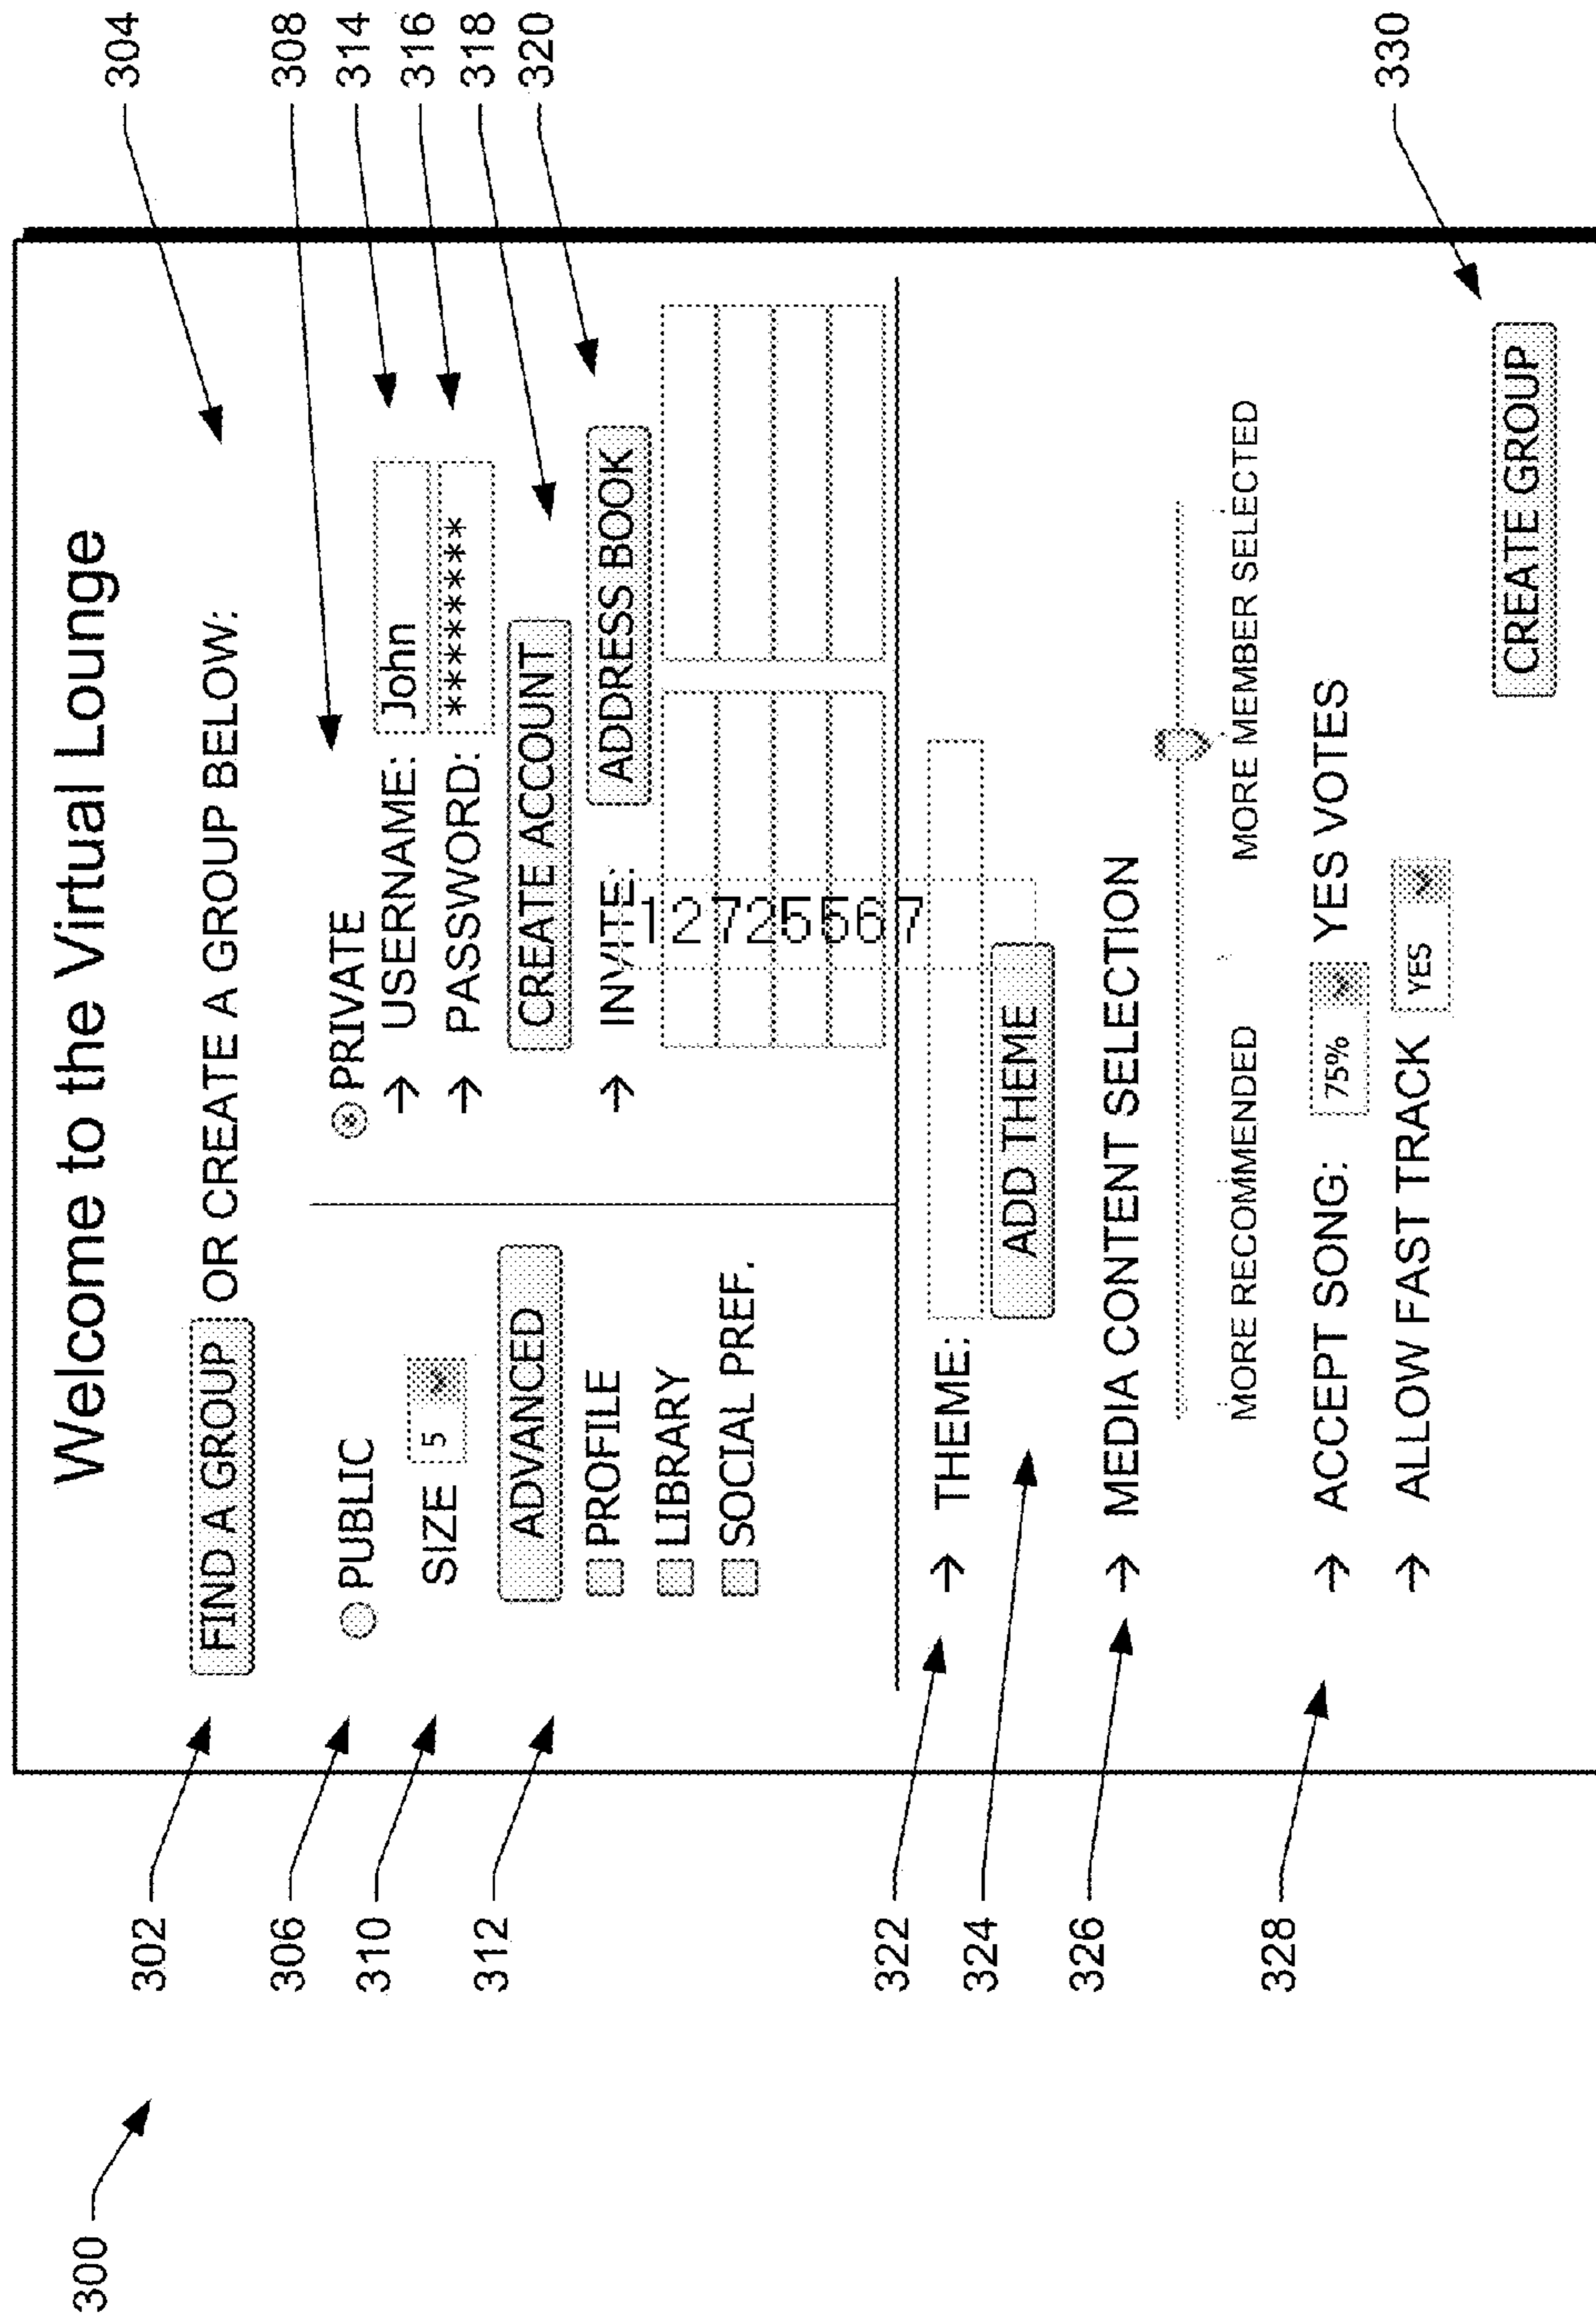 300
Welcome to the Virtual Lounge
302
FIND A GROUP OR CREATE A GROUP BELOW:
304
306
PUBLIC
310
SIZE 5
312
ADVANCED
PROFILE
LIBRARY
SOCIAL PREF.
PRIVATE
308
USERNAME: John
314
PASSWORD: ********
316
CREATE ACCOUNT
318
INVITE: ADDRESS BOOK
320
12725567
322
THEME:
324
ADD THEME
326
MEDIA CONTENT SELECTION
MORE RECOMMENDED MORE MEMBER SELECTED
328
ACCEPT SONG: 75% YES VOTES
ALLOW FAST TRACK YES
CREATE GROUP
330